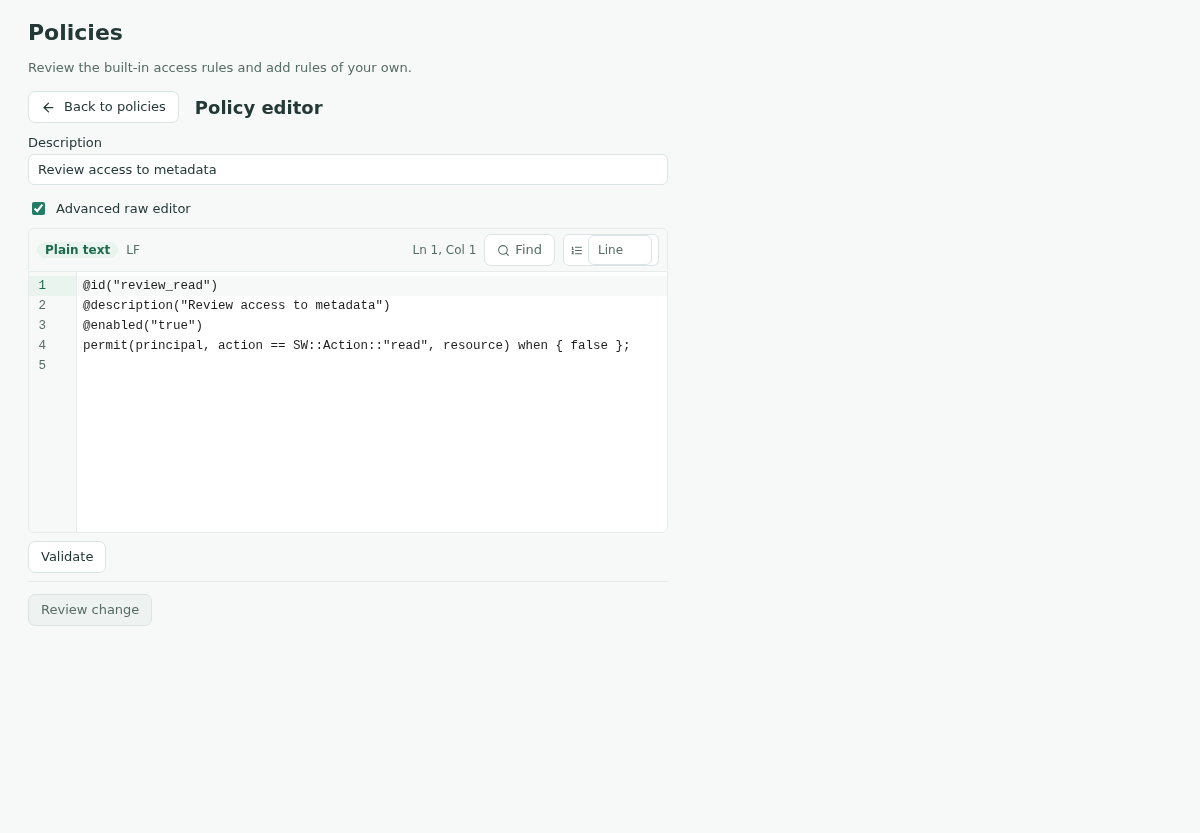 Policies
Review the built-in access rules and add rules of your own.
Back to policies
Policy editor
Description
Review access to metadata
Advanced raw editor
Plain text LF Ln 1, Col 1 Find Line
1 @id("review_read")
2 @description("Review access to metadata")
3 @enabled("true")
4 permit(principal, action == SW::Action::"read", resource) when { false };
5
Validate
Review change